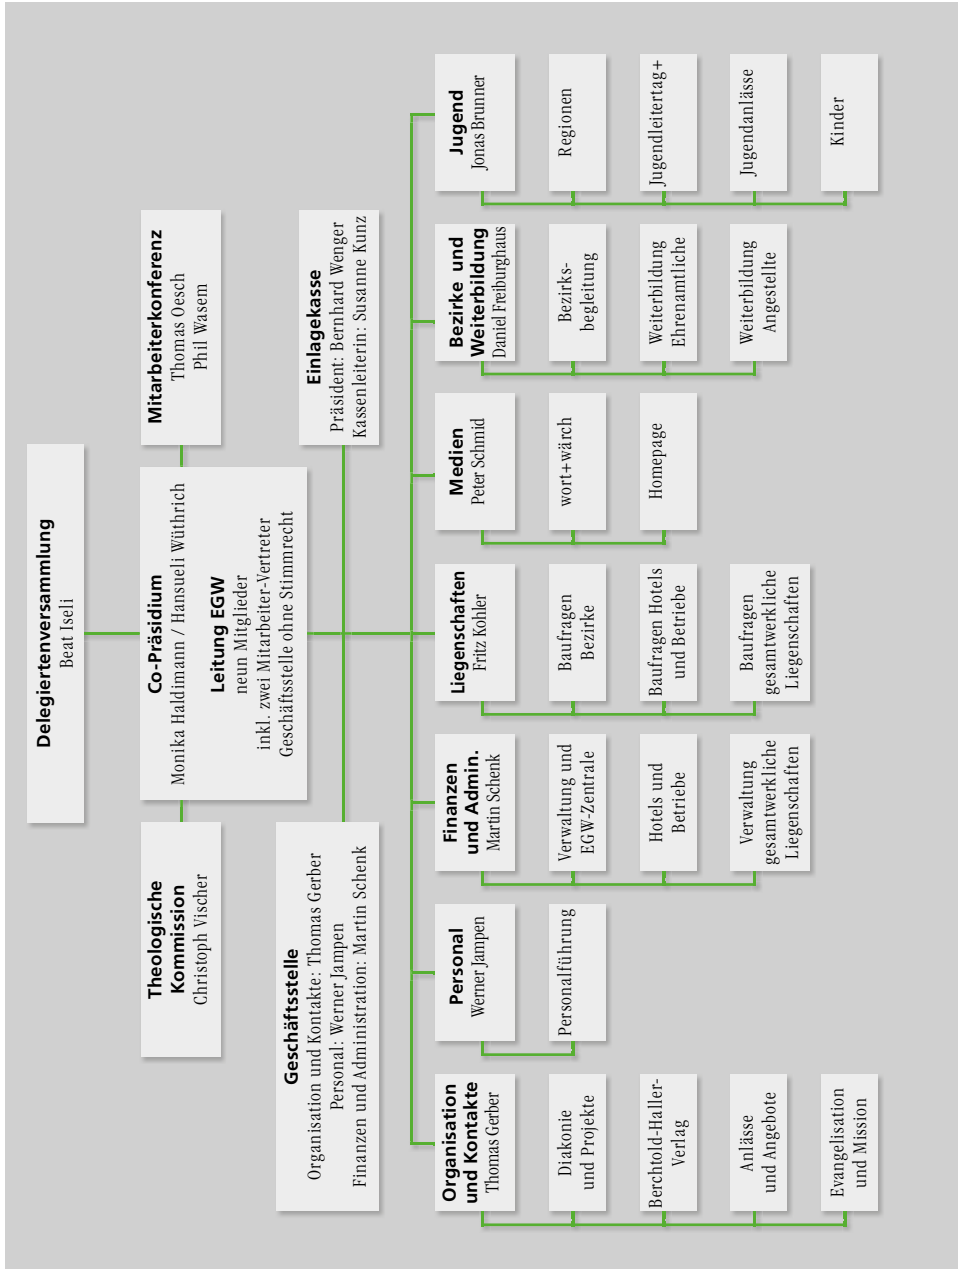 Delegiertenversammlung
Beat Iseli
Theologische
Kommission
Christoph Vischer
Co-Präsidium
Monika Haldimann / Hansueli Wüthrich
Leitung EGW
neun Mitglieder
inkl. zwei Mitarbeiter-Vertreter
Geschäftsstelle ohne Stimmrecht
Mitarbeiterkonferenz
Thomas Oesch
Phil Wasem
Geschäftsstelle
Organisation und Kontakte: Thomas Gerber
Personal: Werner Jampen
Finanzen und Administration: Martin Schenk
Einlagekasse
Präsident: Bernhard Wenger
Kassenleiterin: Susanne Kunz
Organisation
und Kontakte
Thomas Gerber
Diakonie
und Projekte
Berchtold-Haller-
Verlag
Anlässe
und Angebote
Evangelisation
und Mission
Personal
Werner Jampen
Personalführung
Finanzen
und Admin.
Martin Schenk
Verwaltung und
EGW-Zentrale
Hotels und
Betriebe
Verwaltung
gesamtwerkliche
Liegenschaften
Liegenschaften
Fritz Kohler
Baufragen
Bezirke
Baufragen Hotels
und Betriebe
Baufragen
gesamtwerkliche
Liegenschaften
Medien
Peter Schmid
wort+wärch
Homepage
Bezirke und
Weiterbildung
Daniel Freiburghaus
Bezirks-
begleitung
Weiterbildung
Ehrenamtliche
Weiterbildung
Angestellte
Jugend
Jonas Brunner
Regionen
Jugendleitertag+
Jugendanlässe
Kinder